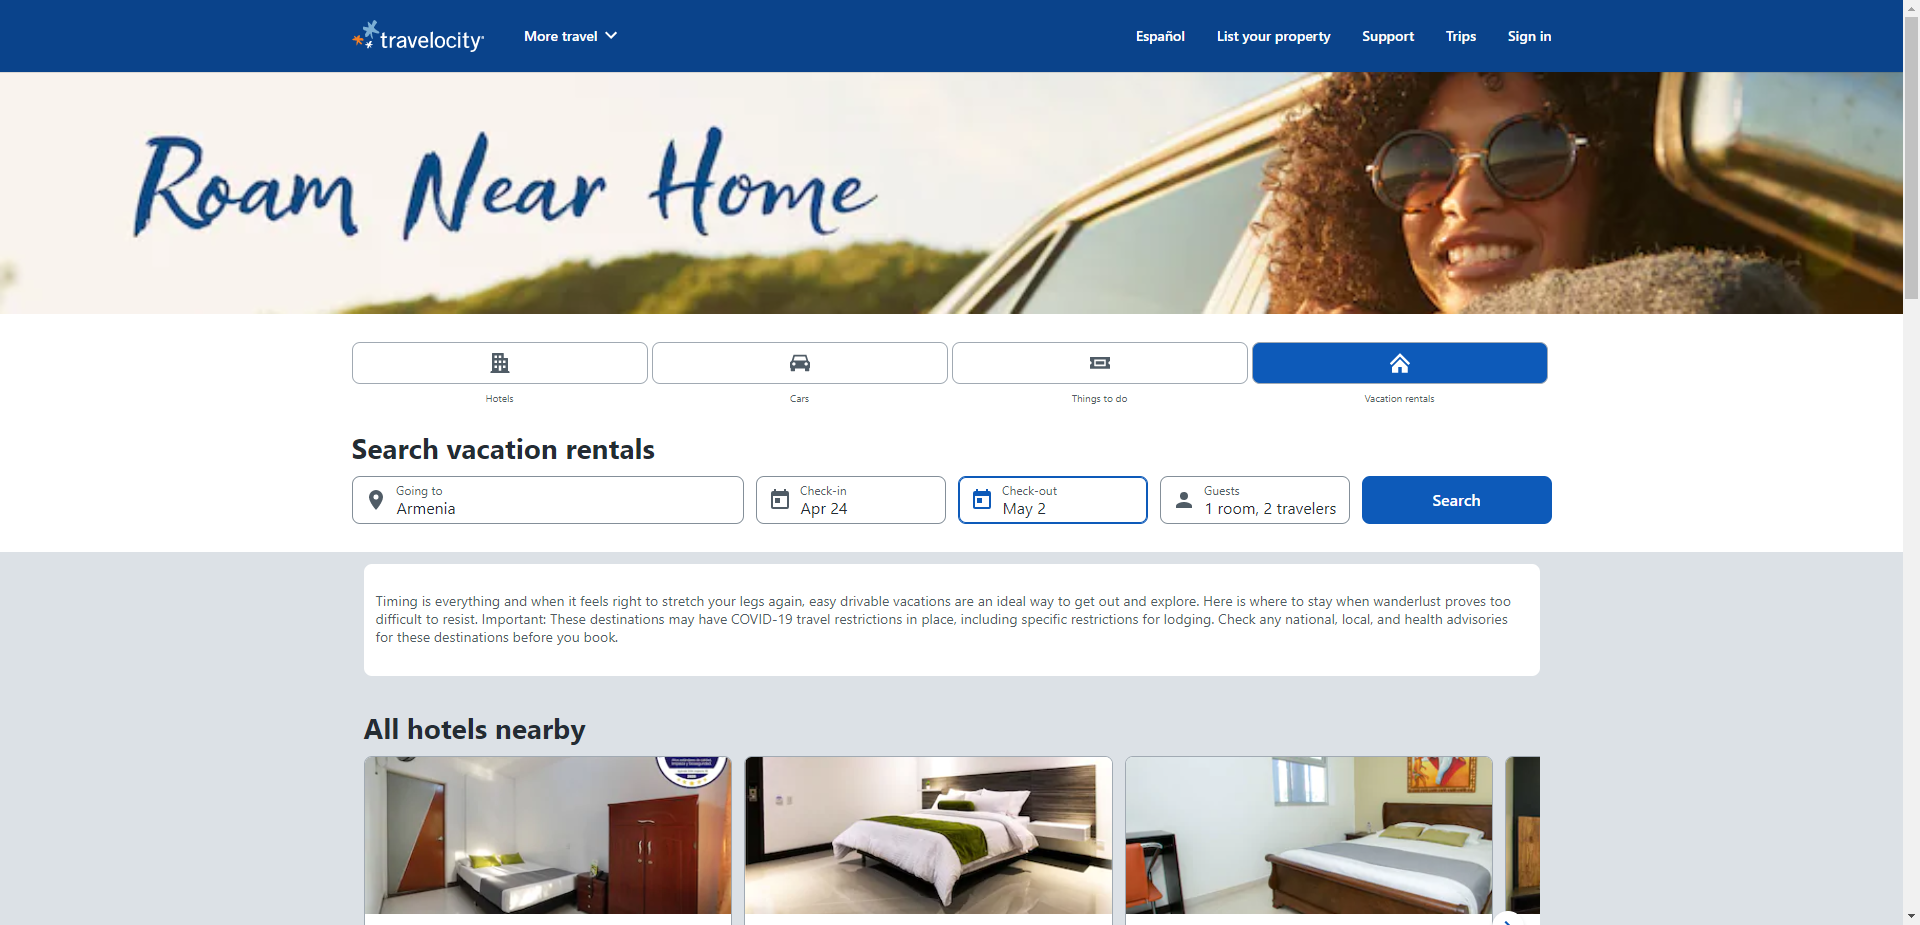 travelocity
More travel
Español
List your property
Support
Trips
Sign in
Roam Near Home
Hotels
Cars
Things to do
Vacation rentals
Search vacation rentals
Going to
Armenia
Check-in
Apr 24
Check-out
May 2
Guests
1 room, 2 travelers
Search
Timing is everything and when it feels right to stretch your legs again, easy drivable vacations are an ideal way to get out and explore. Here is where to stay when wanderlust proves too
difficult to resist. Important: These destinations may have COVID-19 travel restrictions in place, including specific restrictions for lodging. Check any national, local, and health advisories
for these destinations before you book.
All hotels nearby